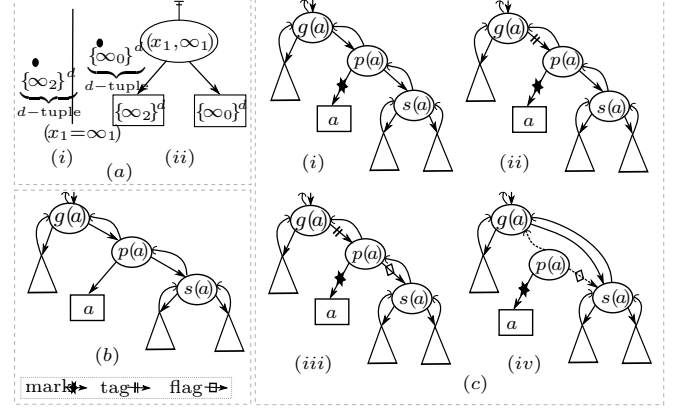 {∞₂}ᵈ
d−tuple
(x₁=∞₁)
(i)
{∞₀}ᵈ
d−tuple
(x₁,∞₁)
{∞₂}ᵈ
{∞₀}ᵈ
(ii)
(a)
g(a)
p(a)
s(a)
a
(b)
mark
tag
flag
g(a)
p(a)
a
s(a)
(i)
g(a)
p(a)
a
s(a)
(ii)
g(a)
p(a)
a
s(a)
(iii)
g(a)
p(a)
a
s(a)
(iv)
(c)